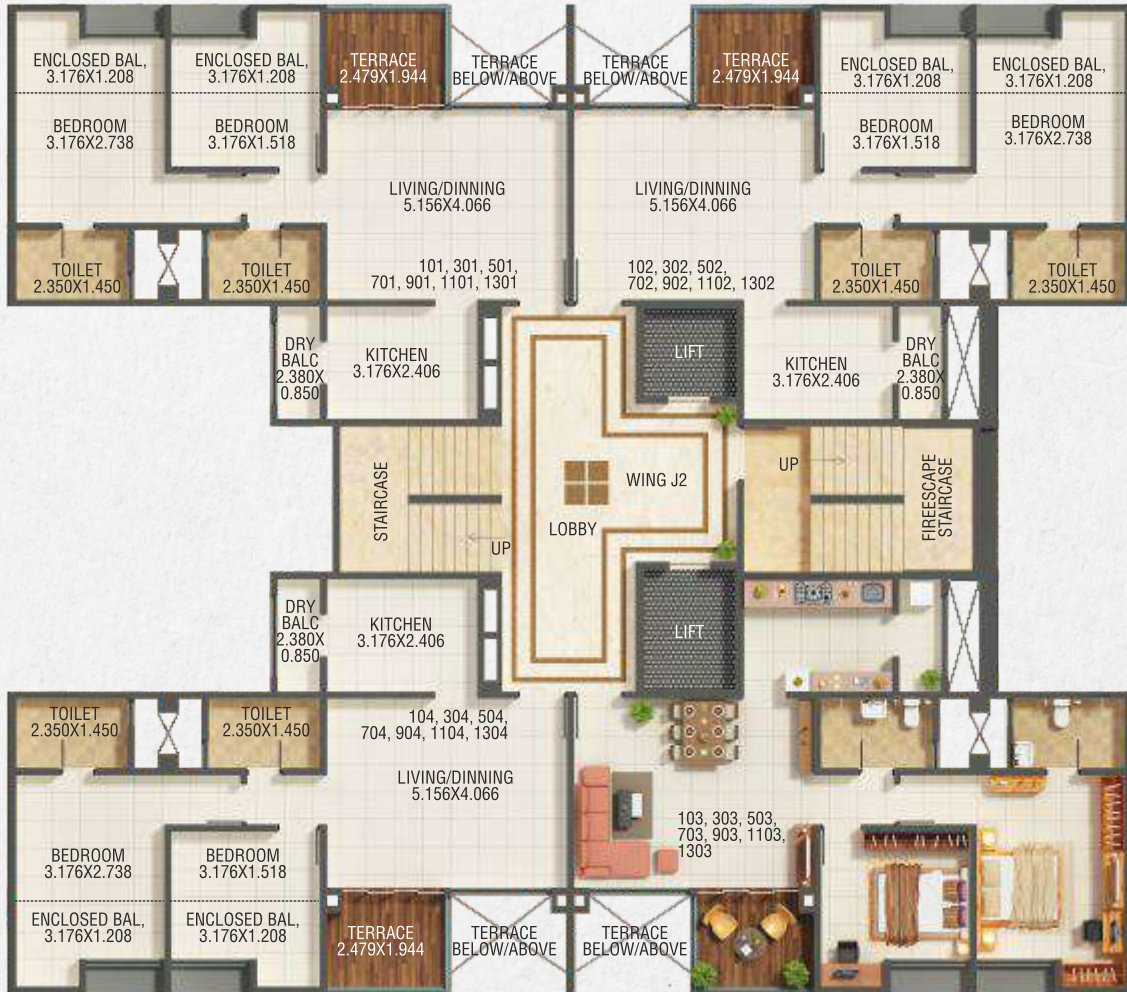 ENCLOSED BAL,
3.176X1.208
ENCLOSED BAL,
3.176X1.208
TERRACE
2.479X1.944
TERRACE
BELOW/ABOVE
TERRACE
BELOW/ABOVE
TERRACE
2.479X1.944
ENCLOSED BAL,
3.176X1.208
ENCLOSED BAL,
3.176X1.208
BEDROOM
3.176X2.738
BEDROOM
3.176X1.518
BEDROOM
3.176X1.518
BEDROOM
3.176X2.738
LIVING/DINNING
5.156X4.066
LIVING/DINNING
5.156X4.066
TOILET
2.350X1.450
TOILET
2.350X1.450
101, 301, 501,
701, 901, 1101, 1301
102, 302, 502,
702, 902, 1102, 1302
TOILET
2.350X1.450
TOILET
2.350X1.450
DRY
BALC
2.380X
0.850
KITCHEN
3.176X2.406
LIFT
KITCHEN
3.176X2.406
DRY
BALC
2.380X
0.850
STAIRCASE
UP
LOBBY
WING J2
UP
FIREESCAPE
STAIRCASE
DRY
BALC
2.380X
0.850
KITCHEN
3.176X2.406
LIFT
TOILET
2.350X1.450
TOILET
2.350X1.450
104, 304, 504,
704, 904, 1104, 1304
LIVING/DINNING
5.156X4.066
103, 303, 503,
703, 903, 1103,
1303
BEDROOM
3.176X2.738
BEDROOM
3.176X1.518
ENCLOSED BAL,
3.176X1.208
ENCLOSED BAL,
3.176X1.208
TERRACE
2.479X1.944
TERRACE
BELOW/ABOVE
TERRACE
BELOW/ABOVE